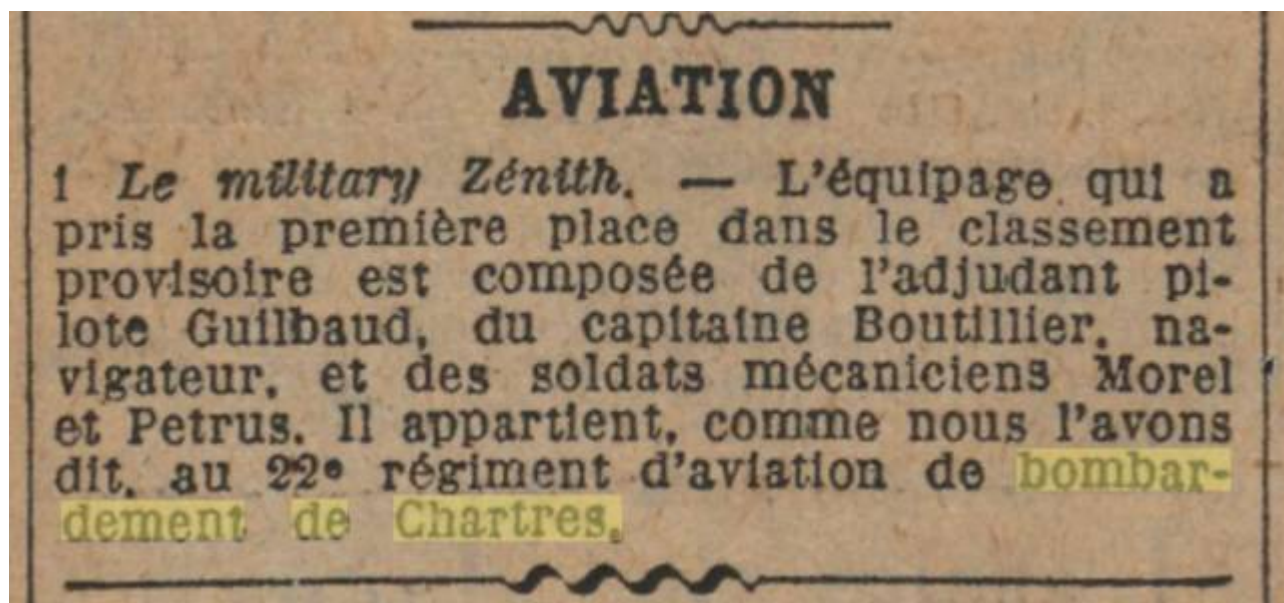 AVIATION
1 Le military Zénith. — L'équipage qui a
pris la première place dans le classement
provisoire est composée de l'adjudant pi-
lote Guilbaud, du capitaine Boutillier, na-
vigateur, et des soldats mécaniciens Morel
et Petrus. Il appartient, comme nous l'avons
dit, au 22e régiment d'aviation de bombar-
dement de Chartres.